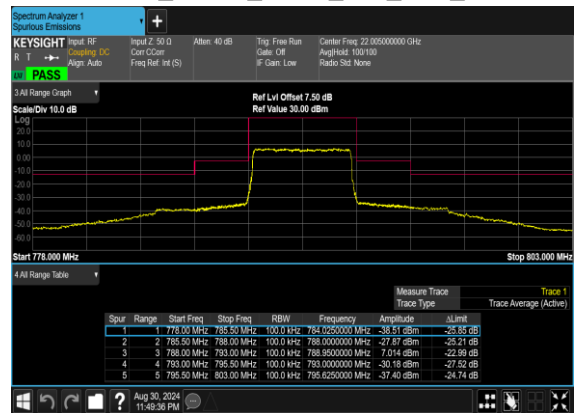 Spectrum Analyzer 1
Spurious Emissions
KEYSIGHT Input: RF Input Z: 50 Ω Atten: 40 dB Trig: Free Run Center Freq: 22.005000000 GHz
R T Coupling: DC Corr CCorr Gate: Off Avg|Hold: 100/100
Align: Auto Freq Ref: Int (S) IF Gain: Low Radio Std: None
LW PASS
3 All Range Graph
Ref Lvl Offset 7.50 dB
Scale/Div 10.0 dB Ref Value 30.00 dBm
Log
20.0
10.0
0.00
-10.0
-20.0
-30.0
-40.0
-50.0
-60.0
Start 778.000 MHz Stop 803.000 MHz
4 All Range Table
Measure Trace Trace 1
Trace Type Trace Average (Active)
Spur Range Start Freq Stop Freq RBW Frequency Amplitude ΔLimit
1 1 778.00 MHz 785.50 MHz 100.0 kHz 784.0250000 MHz -38.51 dBm -25.85 dB
2 2 785.50 MHz 788.00 MHz 100.0 kHz 788.0000000 MHz -27.87 dBm -25.21 dB
3 3 788.00 MHz 793.00 MHz 100.0 kHz 788.9500000 MHz 7.014 dBm -22.99 dB
4 4 793.00 MHz 795.50 MHz 100.0 kHz 793.0000000 MHz -30.18 dBm -27.52 dB
5 5 795.50 MHz 803.00 MHz 100.0 kHz 795.6250000 MHz -37.40 dBm -24.74 dB
Aug 30, 2024
11:49:36 PM